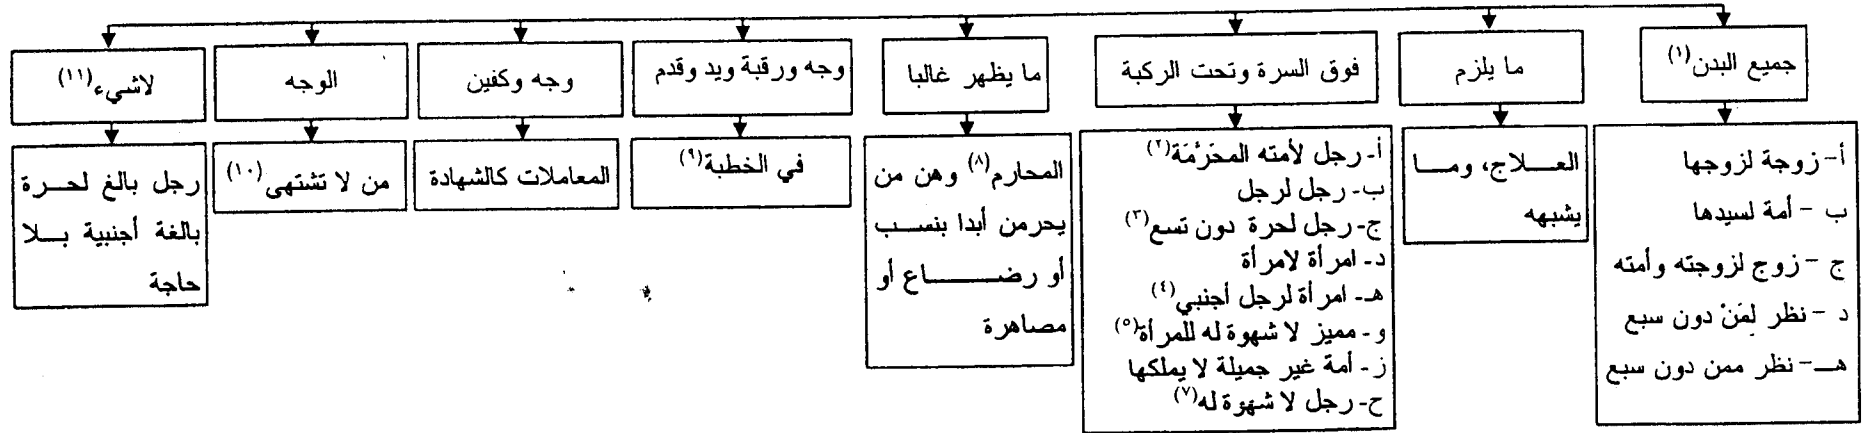 جميع البدن(١)
أ- زوجة لزوجها
ب - أمة لسيدها
ج - زوج لزوجته وأمته
د - نظر لِمَنْ دون سبع
هـ - نظر ممن دون سبع
ما يلزم
العلاج، وما
يشبهه
فوق السرة وتحت الركبة
أ- رجل لأمته المحَرَّمَة(٢)
ب- رجل لرجل
ج- رجل لحرة دون تسع(٣)
د- امرأة لامرأة
هـ- امرأة لرجل أجنبي(٤)
و- مميز لا شهوة له للمرأة(٥)
ز- أمة غير جميلة لا يملكها
ح- رجل لا شهوة له(٧)
ما يظهر غالبا
المحارم(٨) وهن من
يحرمن أبدا بنسب
أو رضاع أو
مصاهرة
وجه ورقبة ويد وقدم
في الخطبة(٩)
وجه وكفين
المعاملات كالشهادة
الوجه
من لا تشتهى(١٠)
لاشيء(١١)
رجل بالغ لحرة
بالغة أجنبية بلا
حاجة